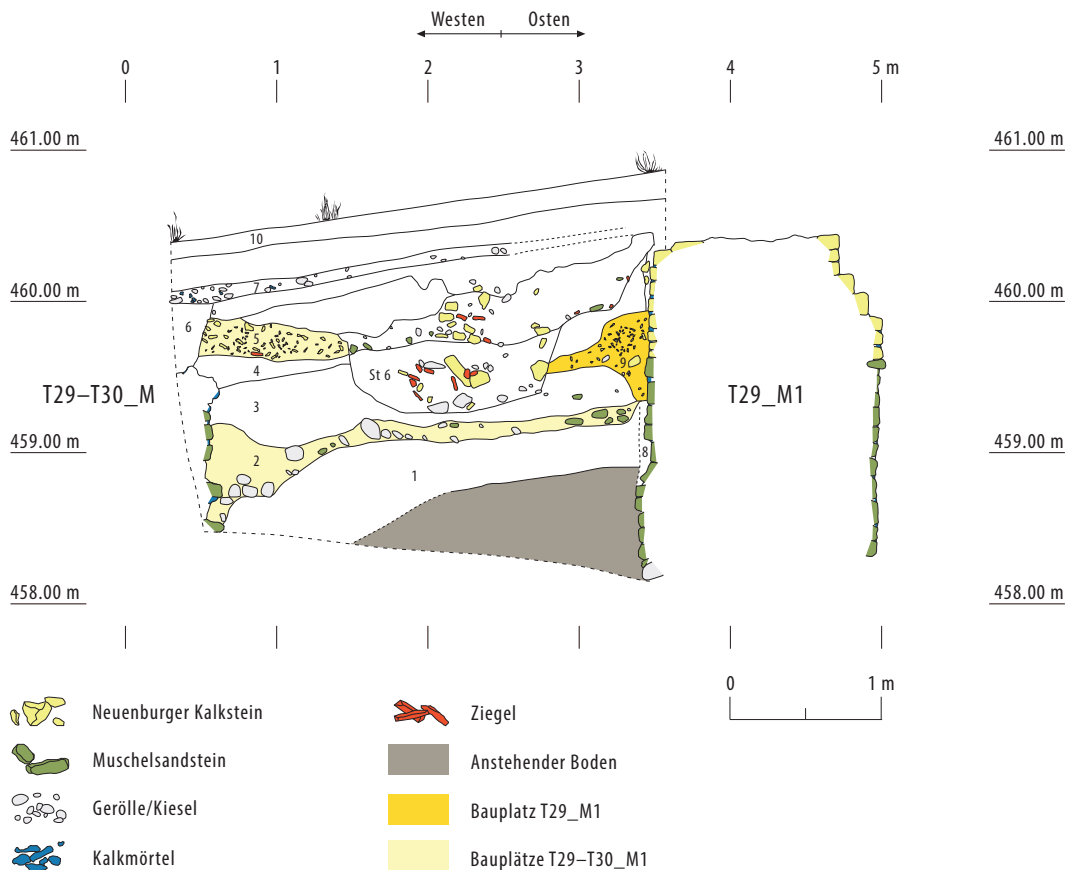 Westen Osten
0 1 2 3 4 5 m
461.00 m 461.00 m
10
7
460.00 m 460.00 m
6
5
9
4
St 6
T29–T30_M T29_M1
3
459.00 m 459.00 m
2
8
1
458.00 m 458.00 m
0 1 m
Neuenburger Kalkstein
Muschelsandstein
Gerölle/Kiesel
Kalkmörtel
Ziegel
Anstehender Boden
Bauplatz T29_M1
Bauplätze T29–T30_M1